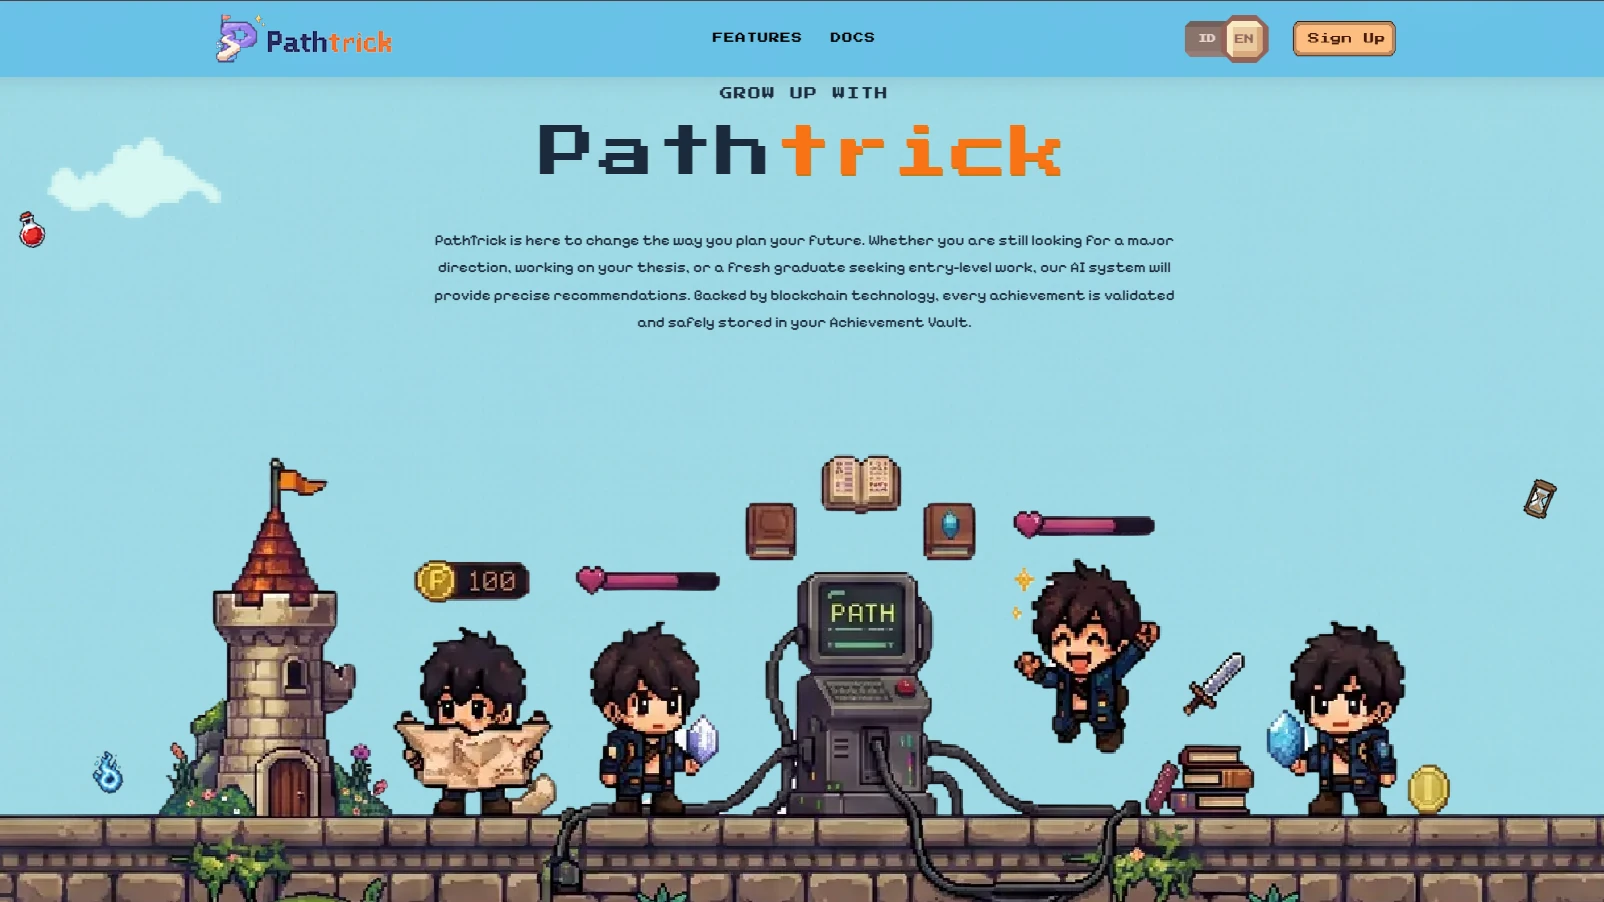 Pathtrick
FEATURES DOCS
ID EN
Sign Up
GROW UP WITH
Pathtrick
PathTrick is here to change the way you plan your future. Whether you are still looking for a major
direction, working on your thesis, or a fresh graduate seeking entry-level work, our AI system will
provide precise recommendations. Backed by blockchain technology, every achievement is validated
and safely stored in your Achievement Vault.
P 100
PATH